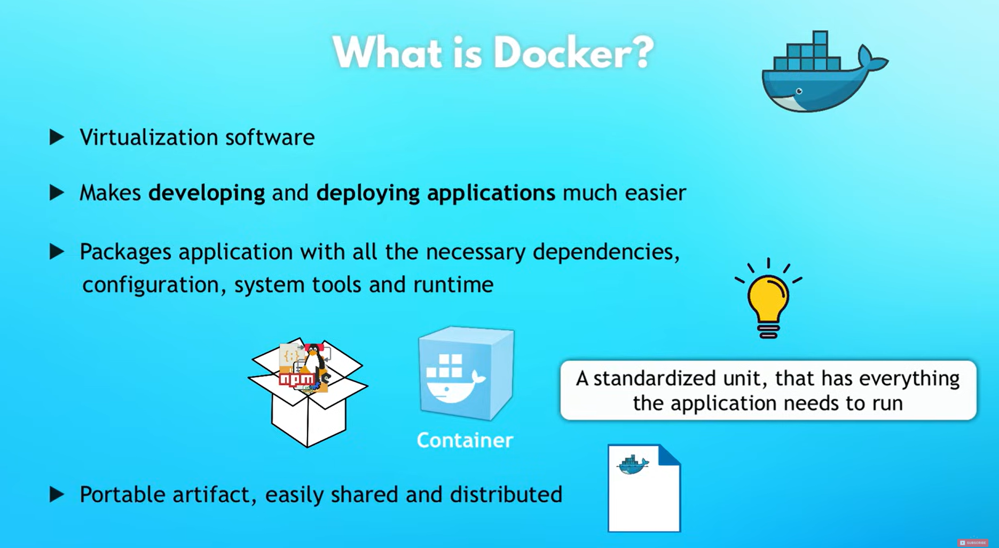 What is Docker?
Virtualization software
Makes developing and deploying applications much easier
Packages application with all the necessary dependencies,
configuration, system tools and runtime
npm
Container
A standardized unit, that has everything
the application needs to run
Portable artifact, easily shared and distributed
SUBSCRIBE